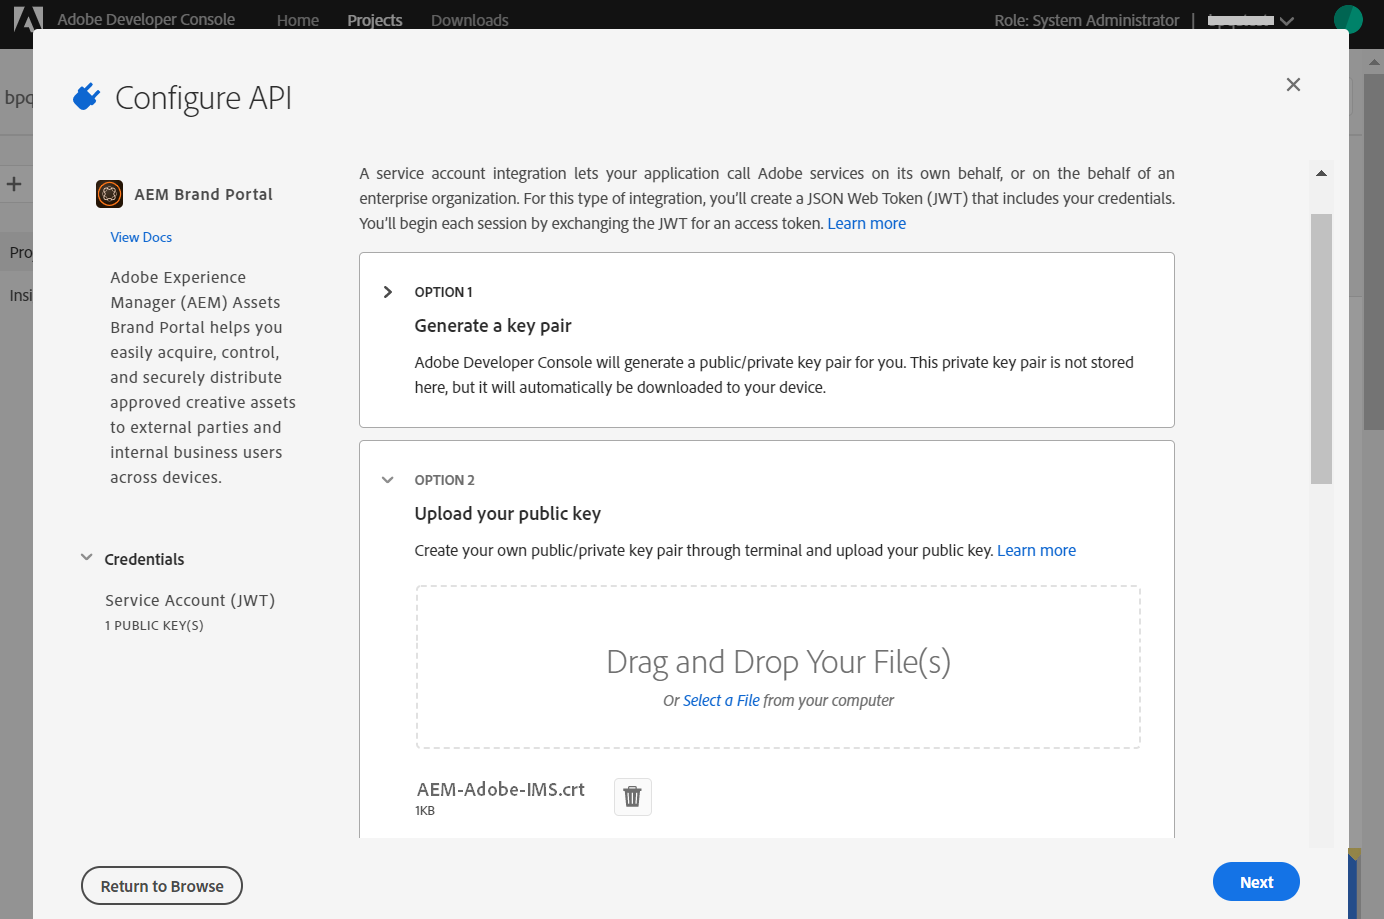 Adobe Developer Console
Home
Projects
Downloads
Role: System Administrator |
Configure API
AEM Brand Portal
View Docs
Adobe Experience
Manager (AEM) Assets
Brand Portal helps you
easily acquire, control,
and securely distribute
approved creative assets
to external parties and
internal business users
across devices.
Credentials
Service Account (JWT)
1 PUBLIC KEY(S)
A service account integration lets your application call Adobe services on its own behalf, or on the behalf of an
enterprise organization. For this type of integration, you'll create a JSON Web Token (JWT) that includes your credentials.
You'll begin each session by exchanging the JWT for an access token. Learn more
OPTION 1
Generate a key pair
Adobe Developer Console will generate a public/private key pair for you. This private key pair is not stored
here, but it will automatically be downloaded to your device.
OPTION 2
Upload your public key
Create your own public/private key pair through terminal and upload your public key. Learn more
Drag and Drop Your File(s)
Or Select a File from your computer
AEM-Adobe-IMS.crt
1KB
Return to Browse
Next